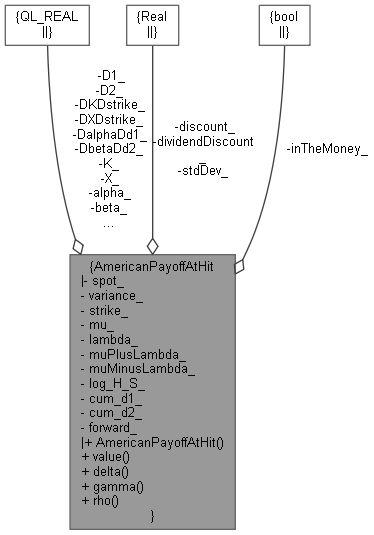 {QL_REAL
||}
{Real
||}
{bool
||}
-D1_
-D2_
-DKDstrike_
-DXDstrike_
-DalphaDd1_
-DbetaDd2_
-K_
-X_
-alpha_
-beta_
...
-discount_
-dividendDiscount
_
-stdDev_
-inTheMoney_
{AmericanPayoffAtHit
|- spot_
- variance_
- strike_
- mu_
- lambda_
- muPlusLambda_
- muMinusLambda_
- log_H_S_
- cum_d1_
- cum_d2_
- forward_
|+ AmericanPayoffAtHit()
+ value()
+ delta()
+ gamma()
+ rho()
}